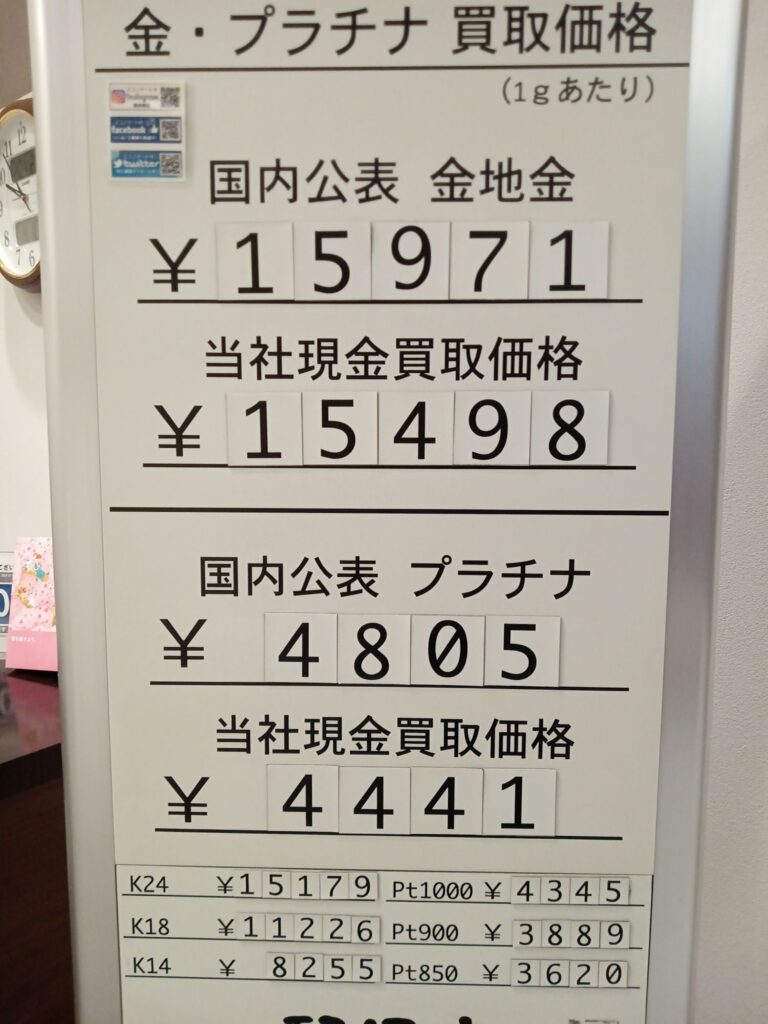 金・プラチナ 買取価格
（1gあたり）
Instagram
facebook
twitter
国内公表 金地金
¥ 15971
当社現金買取価格
¥ 15498
国内公表 プラチナ
¥ 4805
当社現金買取価格
¥ 4441
K24 ¥15179 Pt1000 ¥ 4345
K18 ¥11226 Pt900 ¥ 3889
K14 ¥ 8255 Pt850 ¥ 3620